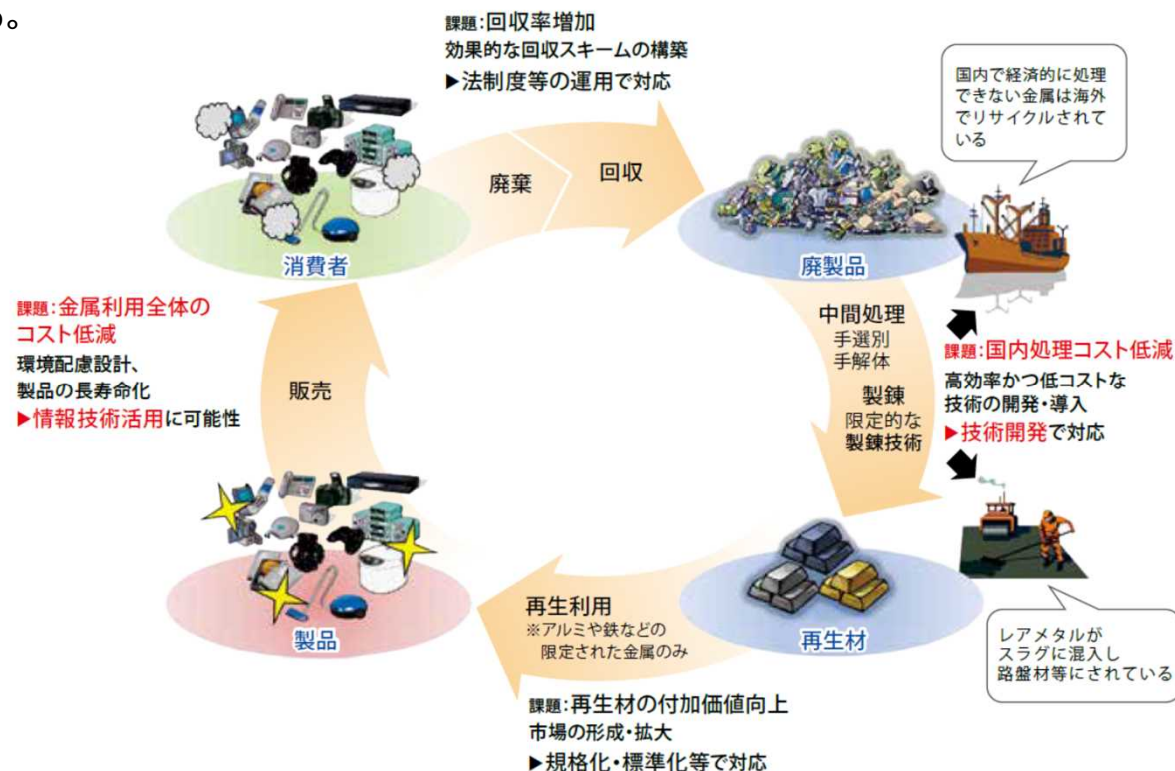 。
課題:回収率増加
効果的な回収スキームの構築
▶法制度等の運用で対応
国内で経済的に処理
できない金属は海外
でリサイクルされて
いる
廃棄
回収
消費者
廃製品
課題:金属利用全体の
コスト低減
環境配慮設計、
製品の長寿命化
▶情報技術活用に可能性
販売
中間処理
手選別
手解体
製錬
限定的な
製錬技術
課題:国内処理コスト低減
高効率かつ低コストな
技術の開発・導入
▶技術開発で対応
製品
再生利用
※アルミや鉄などの
限定された金属のみ
再生材
レアメタルが
スラグに混入し
路盤材等にされている
課題:再生材の付加価値向上
市場の形成・拡大
▶規格化・標準化等で対応